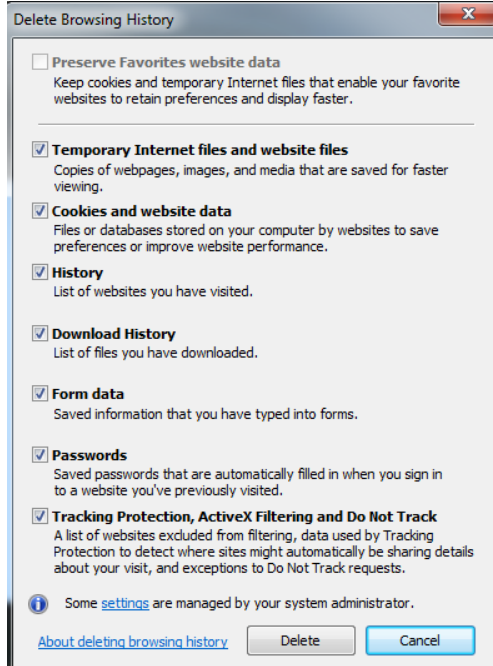 Delete Browsing History
Preserve Favorites website data
Keep cookies and temporary Internet files that enable your favorite
websites to retain preferences and display faster.
Temporary Internet files and website files
Copies of webpages, images, and media that are saved for faster
viewing.
Cookies and website data
Files or databases stored on your computer by websites to save
preferences or improve website performance.
History
List of websites you have visited.
Download History
List of files you have downloaded.
Form data
Saved information that you have typed into forms.
Passwords
Saved passwords that are automatically filled in when you sign in
to a website you've previously visited.
Tracking Protection, ActiveX Filtering and Do Not Track
A list of websites excluded from filtering, data used by Tracking
Protection to detect where sites might automatically be sharing details
about your visit, and exceptions to Do Not Track requests.
Some settings are managed by your system administrator.
About deleting browsing history Delete Cancel